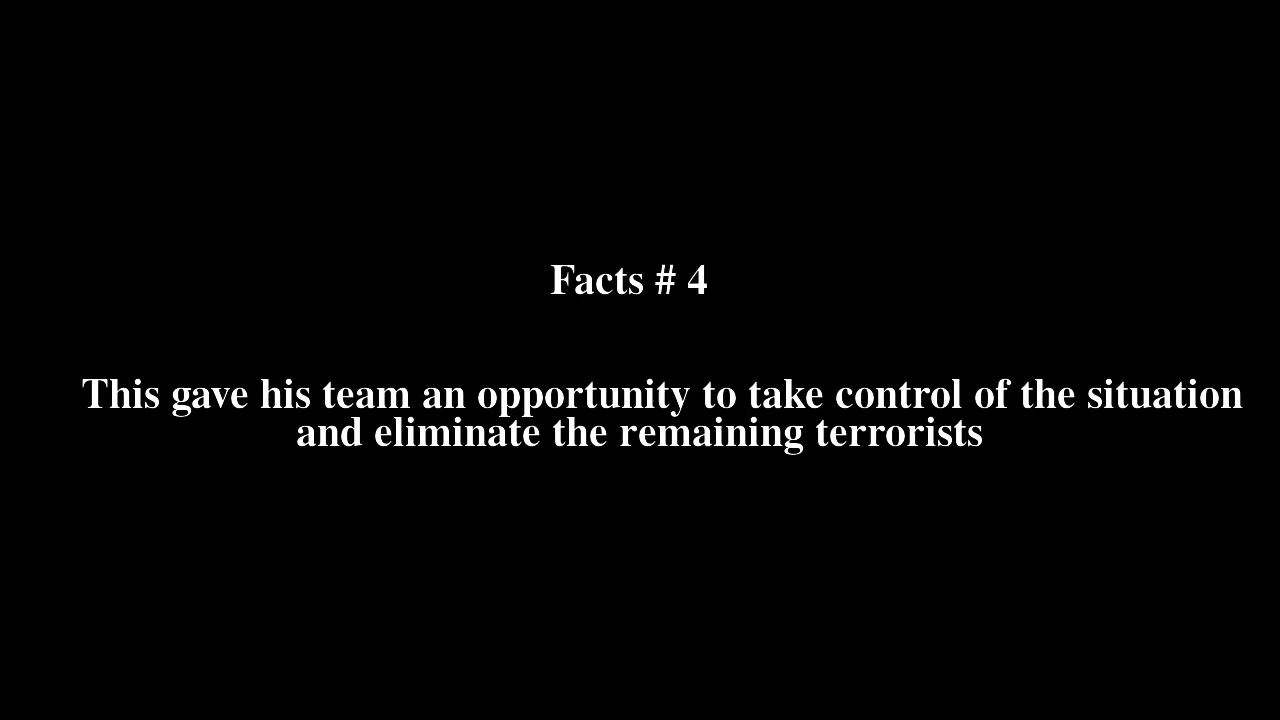 Facts # 4
This gave his team an opportunity to take control of the situation
and eliminate the remaining terrorists